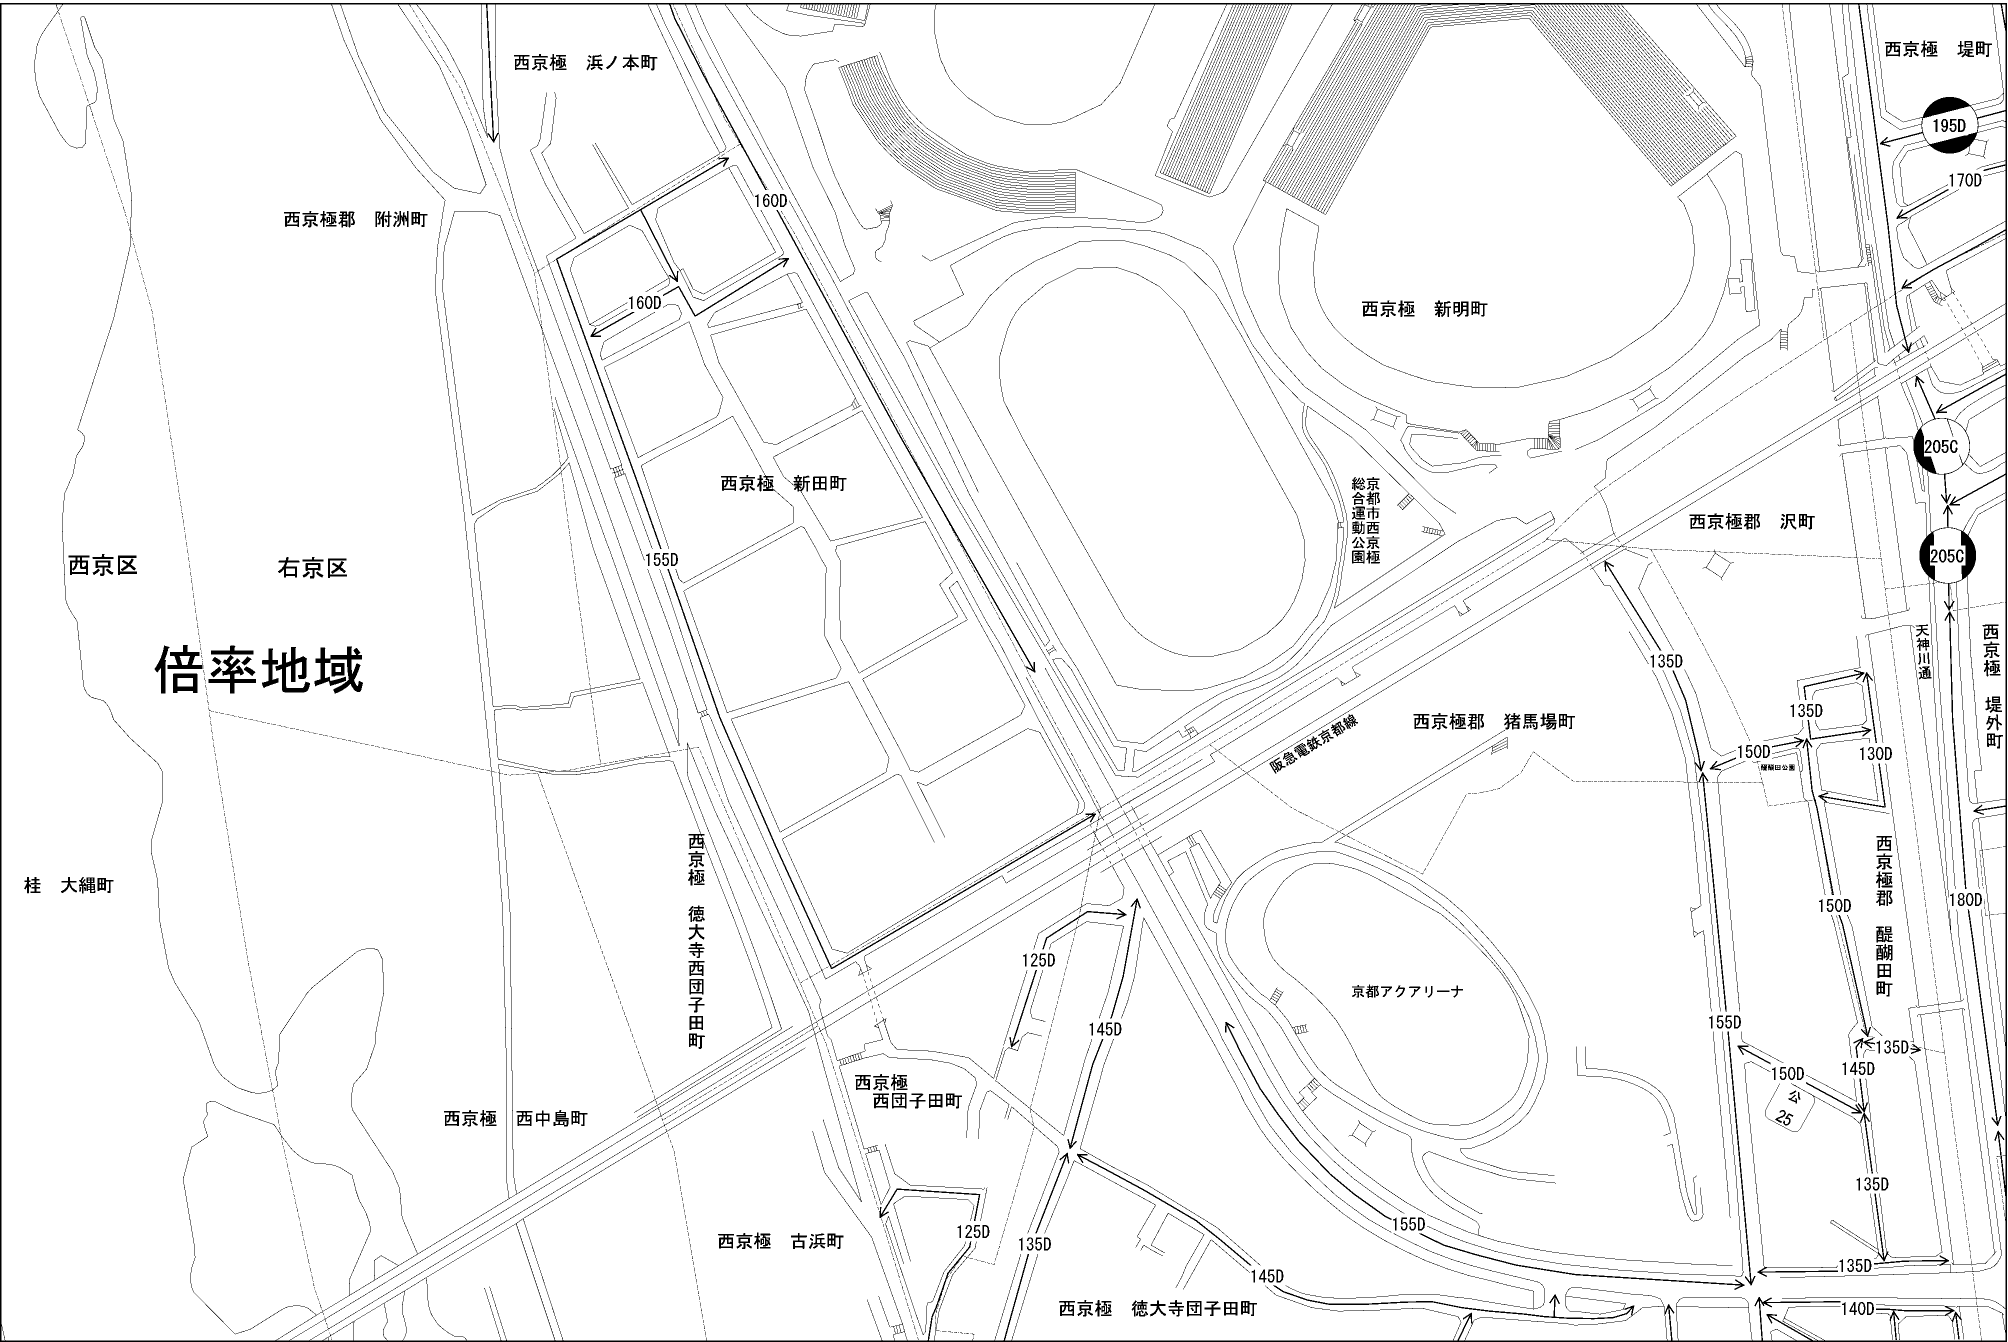 西京極　浜ノ本町
西京極　堤町
195D
170D
160D
西京極郡　附洲町
160D
西京極　新明町
205C
西京極　新田町
京都市西京極
総合運動公園
西京極郡　沢町
155D
205C
西京区
右京区
倍率地域
天神川通
西京極　堤外町
135D
135D
阪急電鉄京都線
西京極郡　猪馬場町
150D
130D
醍醐田公園
西京極　徳大寺西団子田町
西京極郡　醍醐田町
桂　大縄町
150D
180D
125D
京都アクアリーナ
145D
155D
135D
145D
150D
公
25
西京極
西団子田町
西京極　西中島町
135D
155D
125D
135D
西京極　古浜町
145D
135D
西京極　徳大寺団子田町
140D